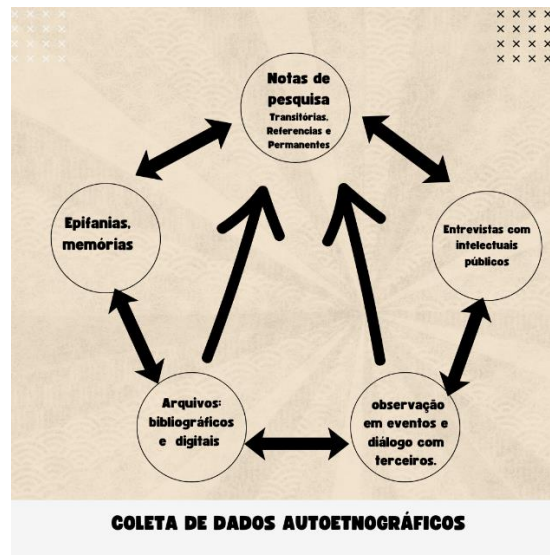 Notas de
pesquisa
Transitórias,
Referencias e
Permanentes
Epifanias,
memórias
Entrevistas com
intelectuais
públicos
Arquivos:
bibliográficos
e digitais
observação
em eventos e
diálogo com
terceiros.
COLETA DE DADOS AUTOETNOGRÁFICOS